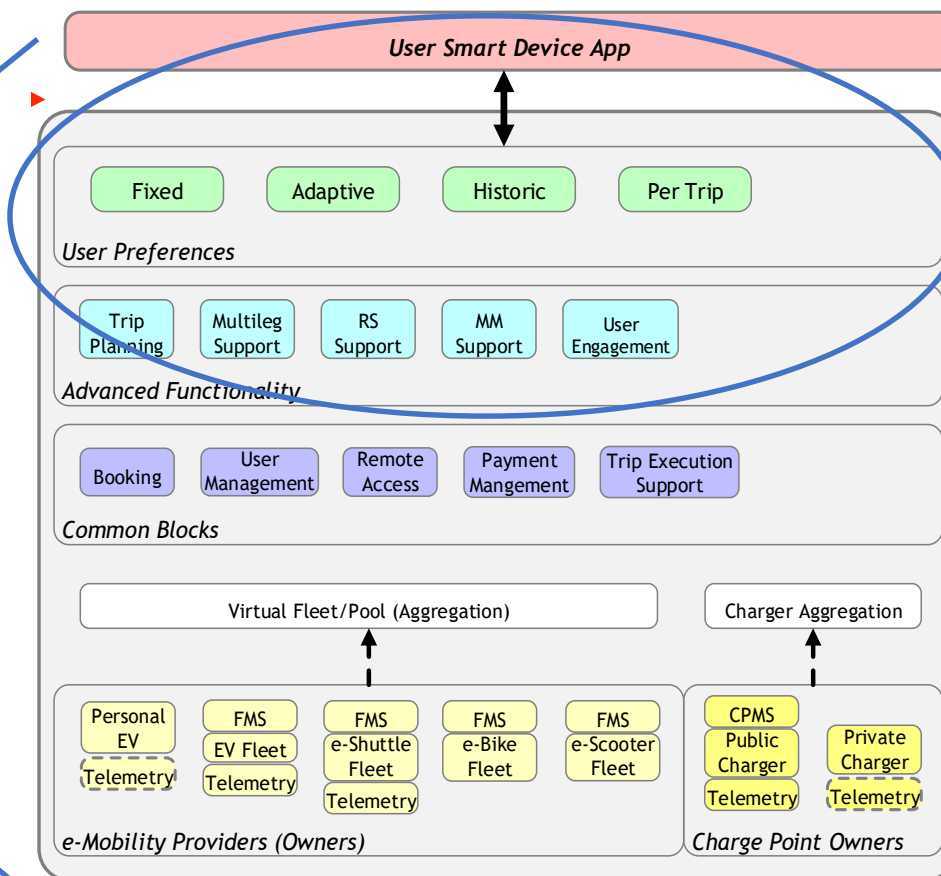 User Smart Device App
Fixed
Adaptive
Historic
Per Trip
User Preferences
Trip
Planning
Multileg
Support
RS
Support
MM
Support
User
Engagement
Advanced Functionality
Booking
User
Management
Remote
Access
Payment
Mangement
Trip Execution
Support
Common Blocks
Virtual Fleet/Pool (Aggregation)
Charger Aggregation
Personal
EV
Telemetry
FMS
EV Fleet
Telemetry
FMS
e-Shuttle
Fleet
Telemetry
FMS
e-Bike
Fleet
FMS
e-Scooter
Fleet
e-Mobility Providers (Owners)
CPMS
Public
Charger
Telemetry
Private
Charger
Telemetry
Charge Point Owners